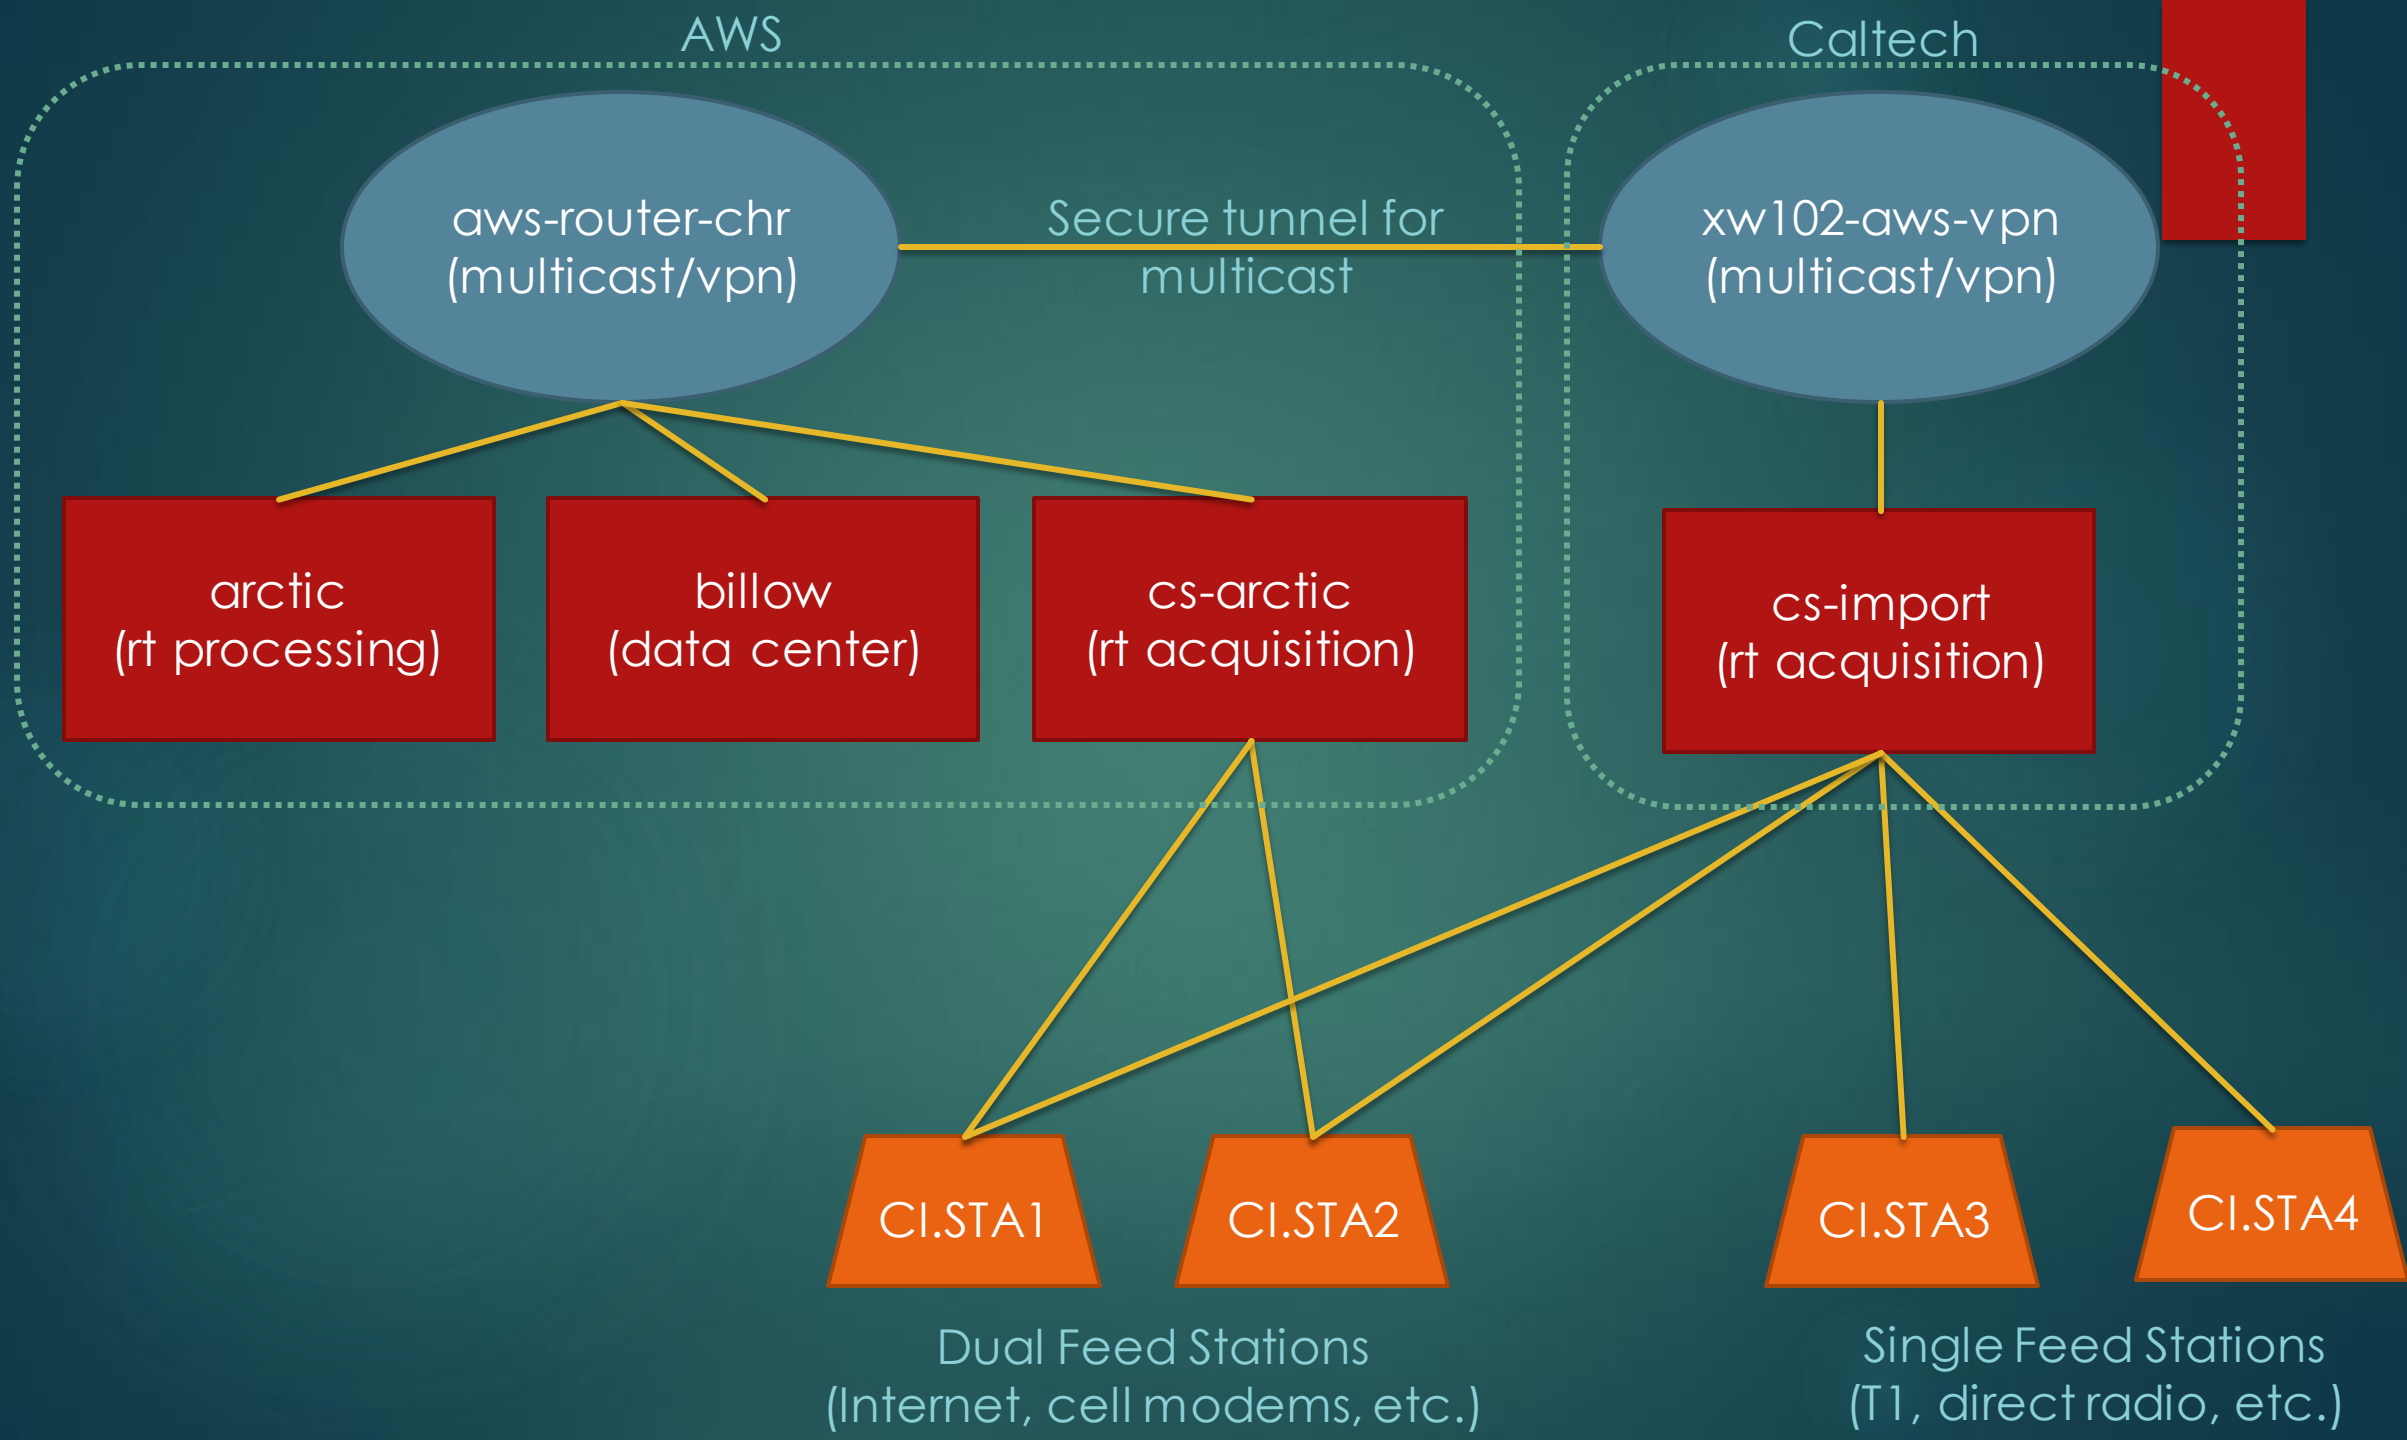 AWS
Caltech
aws-router-chr
(multicast/vpn)
Secure tunnel for
multicast
xw102-aws-vpn
(multicast/vpn)
arctic
(rt processing)
billow
(data center)
cs-arctic
(rt acquisition)
cs-import
(rt acquisition)
CI.STA1
CI.STA2
CI.STA3
CI.STA4
Dual Feed Stations
(Internet, cell modems, etc.)
Single Feed Stations
(T1, direct radio, etc.)